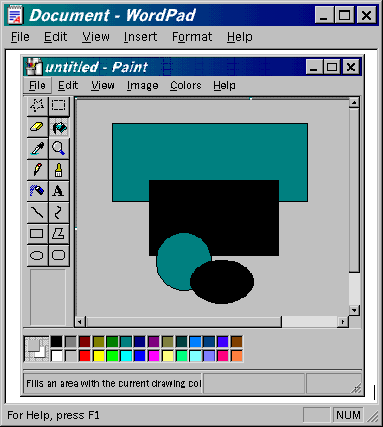 Document - WordPad
File Edit View Insert Format Help
untitled - Paint
File Edit View Image Colors Help
A
Fills an area with the current drawing col
For Help, press F1
NUM